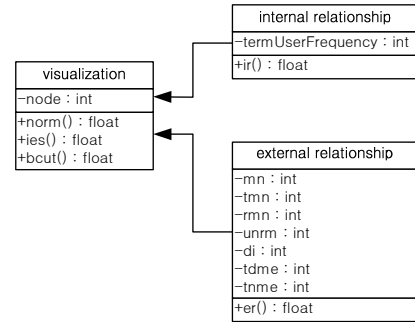 visualization
-node : int
+norm() : float
+ies() : float
+bcut() : float
internal relationship
-termUserFrequency : int
+ir() : float
external relationship
-mn : int
-tmn : int
-rmn : int
-unrm : int
-di : int
-tdme : int
-tnme : int
+er() : float